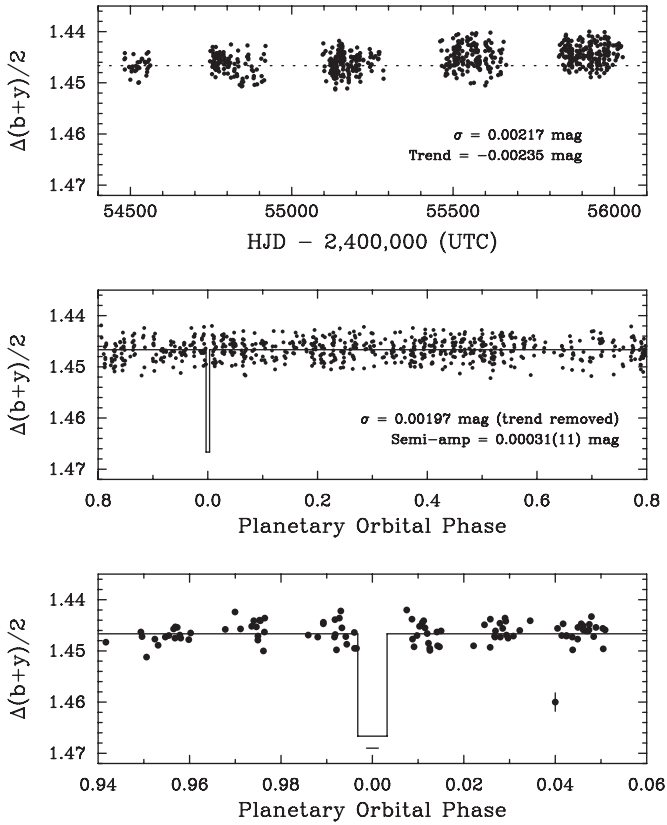 1.44
1.45
1.46
1.47
Δ(b+y)/2
σ = 0.00217 mag
Trend = −0.00235 mag
54500 55000 55500 56000
HJD − 2,400,000 (UTC)
1.44
1.45
1.46
1.47
Δ(b+y)/2
σ = 0.00197 mag (trend removed)
Semi-amp = 0.00031(11) mag
0.8 0.0 0.2 0.4 0.6 0.8
Planetary Orbital Phase
1.44
1.45
1.46
1.47
Δ(b+y)/2
0.94 0.96 0.98 0.00 0.02 0.04 0.06
Planetary Orbital Phase